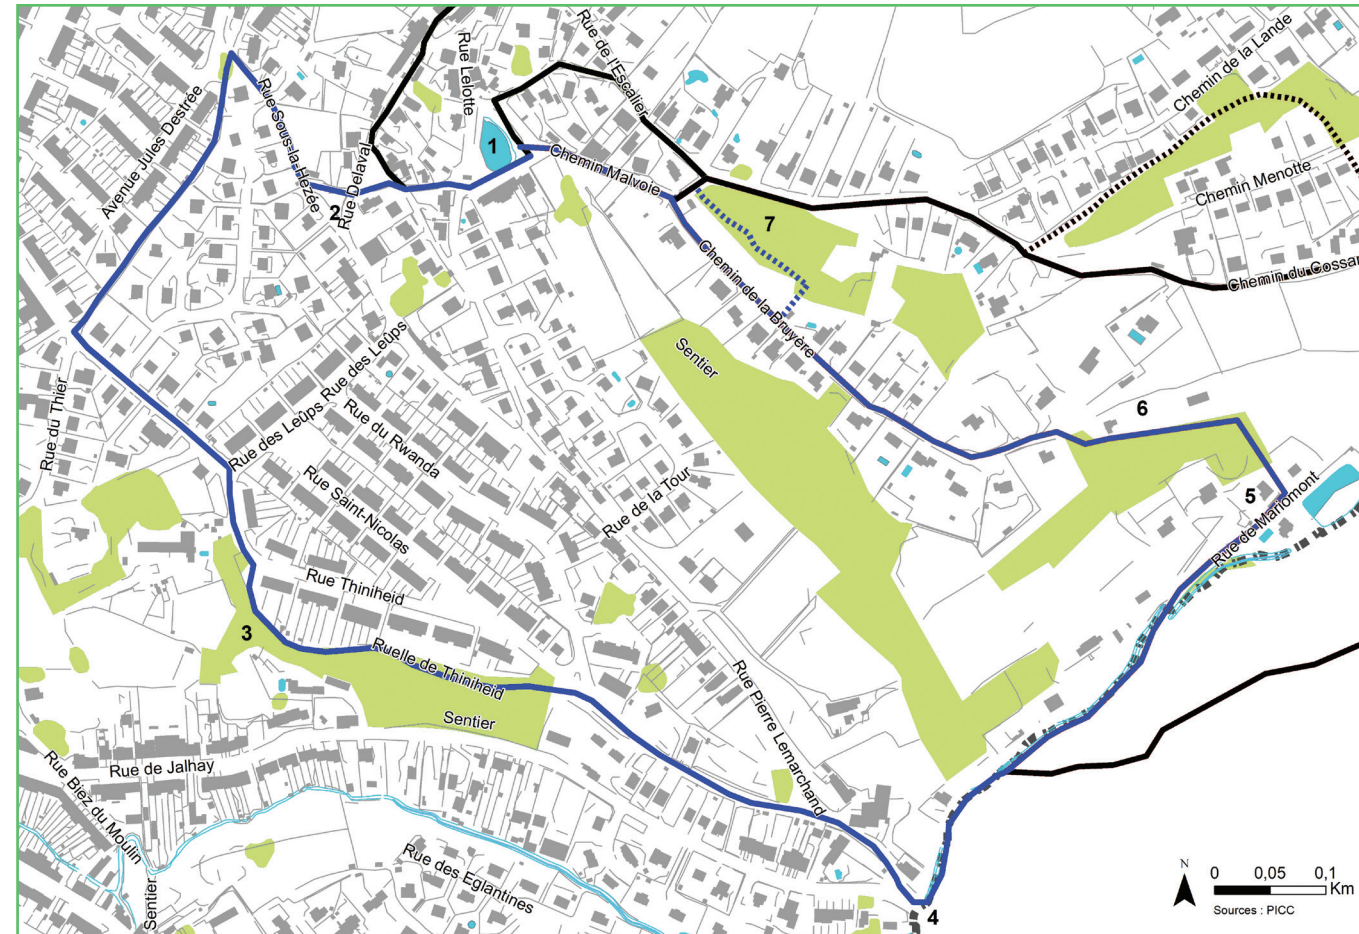 Rue Lelotte
Rue de l'Escalier
Chemin de la Lande
Avenue Jules Destrée
Rue Sous-la-Hezée
Rue Delaval
1
Chemin Malvoie
Chemin Menotte
2
7
Chemin de la Bruyère
Chemin du Cossar
Rue du Thier
Rue des Leûps
Rue des Leûps
Sentier
Rue du Rwanda
6
Rue Saint-Nicolas
Rue de la Tour
5
Rue de Mariomont
Rue Thiniheid
3
Ruelle de Thiniheid
Sentier
Rue Pierre Lemarchand
Rue de Jalhay
Rue Biez du Moulin
Rue des Eglantines
Sentier
4
N
0 0,05 0,1
Km
Sources : PICC